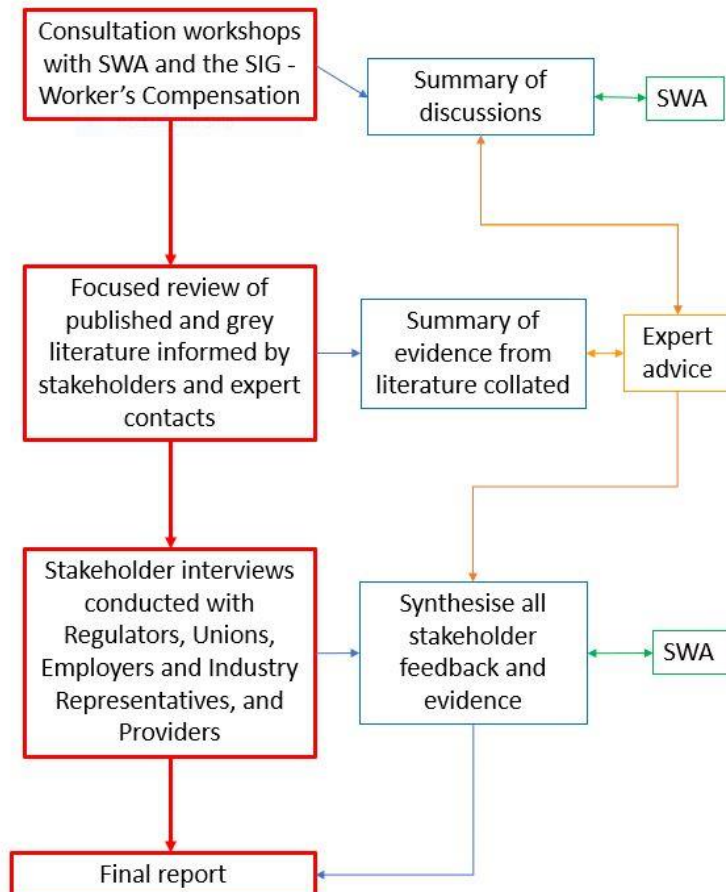 Consultation workshops
with SWA and the SIG -
Worker's Compensation
Summary of
discussions
SWA
Focused review of
published and grey
literature informed by
stakeholders and expert
contacts
Summary of
evidence from
literature collated
Expert
advice
Stakeholder interviews
conducted with
Regulators, Unions,
Employers and Industry
Representatives, and
Providers
Synthesise all
stakeholder
feedback and
evidence
SWA
Final report